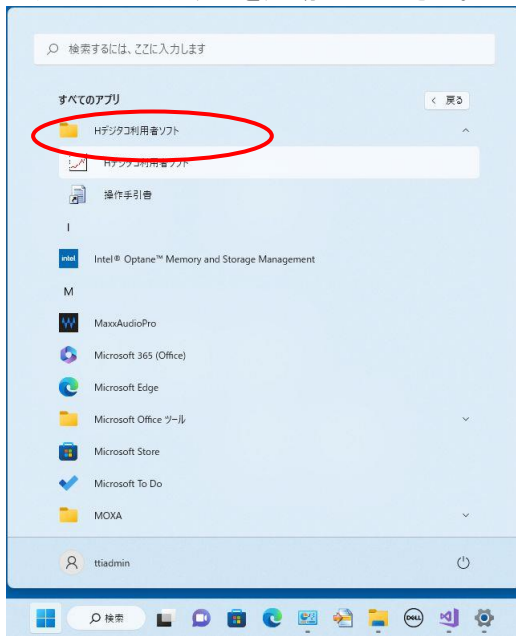 検索するには、ここに入力します
すべてのアプリ
< 戻る
Hデジタコ利用者ソフト
Hデジタコ利用者ソフト
操作手引書
I
intel
Intel® Optane™ Memory and Storage Management
M
MaxxAudioPro
Microsoft 365 (Office)
Microsoft Edge
Microsoft Office ツール
Microsoft Store
Microsoft To Do
MOXA
ttiadmin
検索
DELL